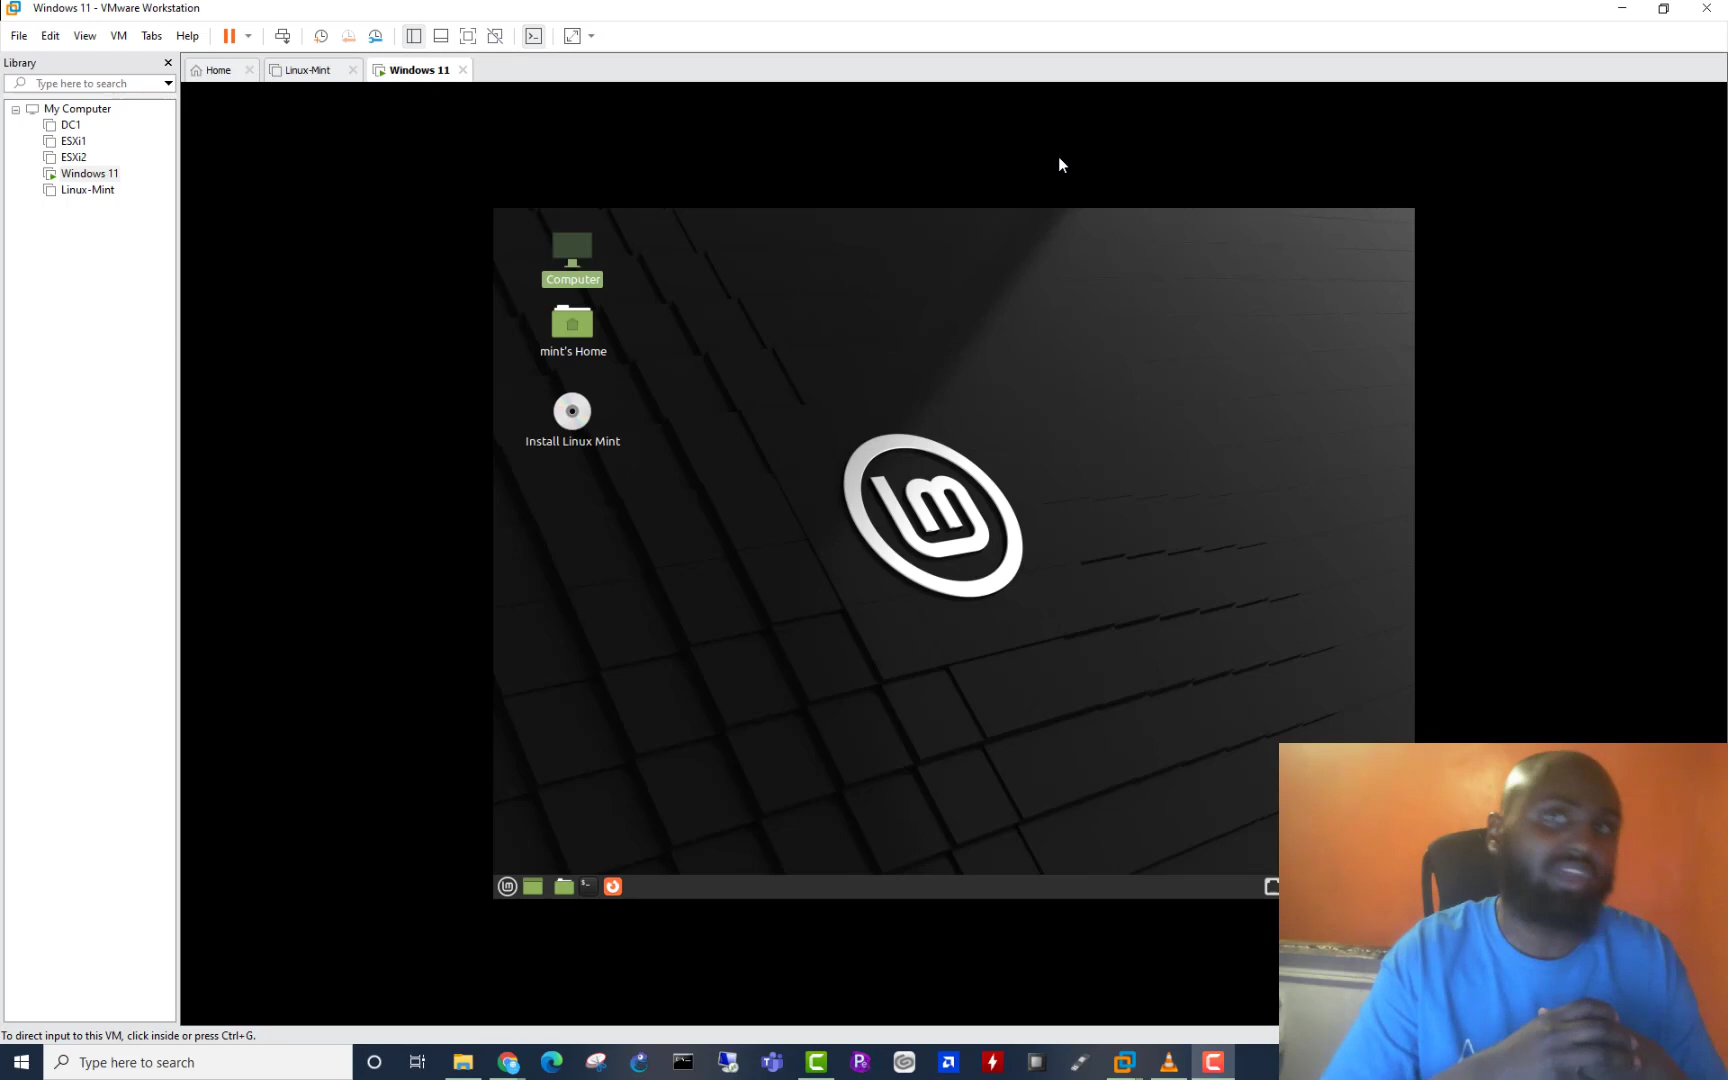 Windows 11 - VMware Workstation
File Edit View VM Tabs Help
Library
Type here to search
Home
Linux-Mint
Windows 11
My Computer
DC1
ESXi1
ESXi2
Windows 11
Linux-Mint
Computer
mint's Home
Install Linux Mint
To direct input to this VM, click inside or press Ctrl+G.
Type here to search